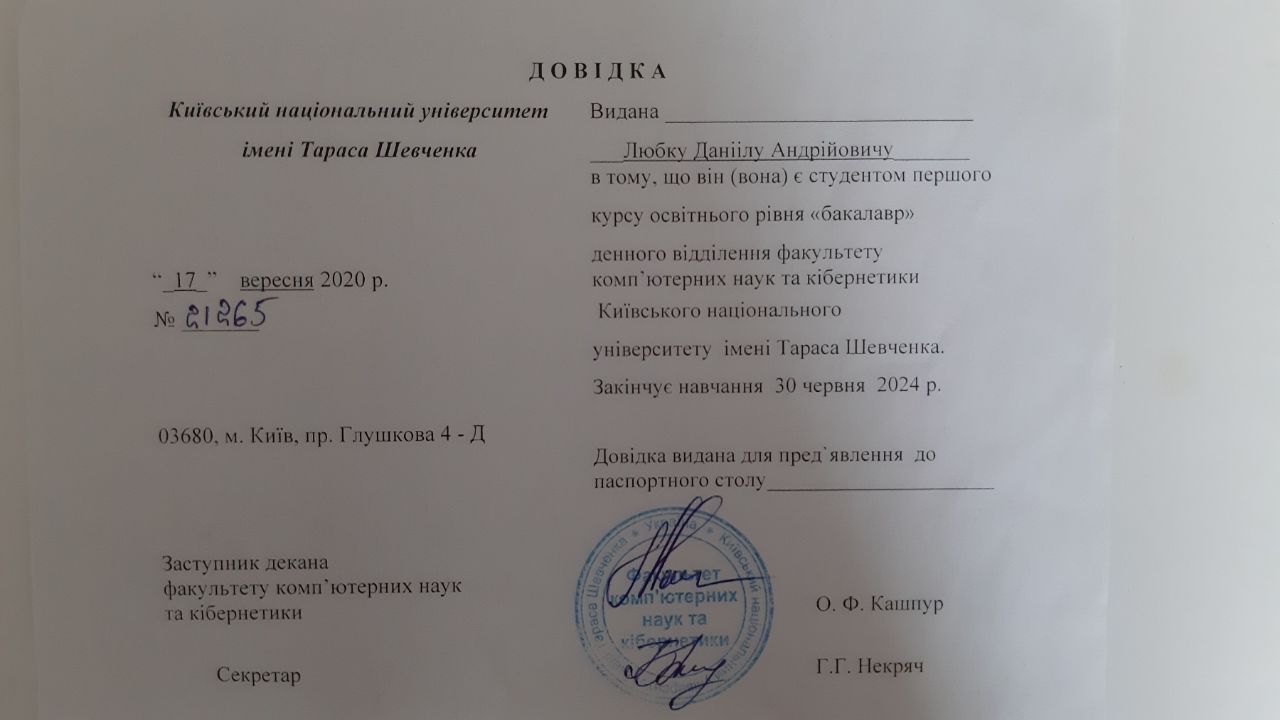 ДОВІДКА
Київський національний університет
імені Тараса Шевченка
“ 17 ” вересня 2020 р.
№ 21265
03680, м. Київ, пр. Глушкова 4 - Д
Видана
Любку Даніілу Андрійовичу
в тому, що він (вона) є студентом першого
курсу освітнього рівня «бакалавр»
денного відділення факультету
комп’ютерних наук та кібернетики
Київського національного
університету імені Тараса Шевченка.
Закінчує навчання 30 червня 2024 р.
Довідка видана для пред`явлення до
паспортного столу
Заступник декана
факультету комп’ютерних наук
та кібернетики
О. Ф. Кашпур
Секретар
Г.Г. Некряч
Україна * Київський національний
Тараса Шевченка
Факультет
комп'ютерних
наук та
кібернетики